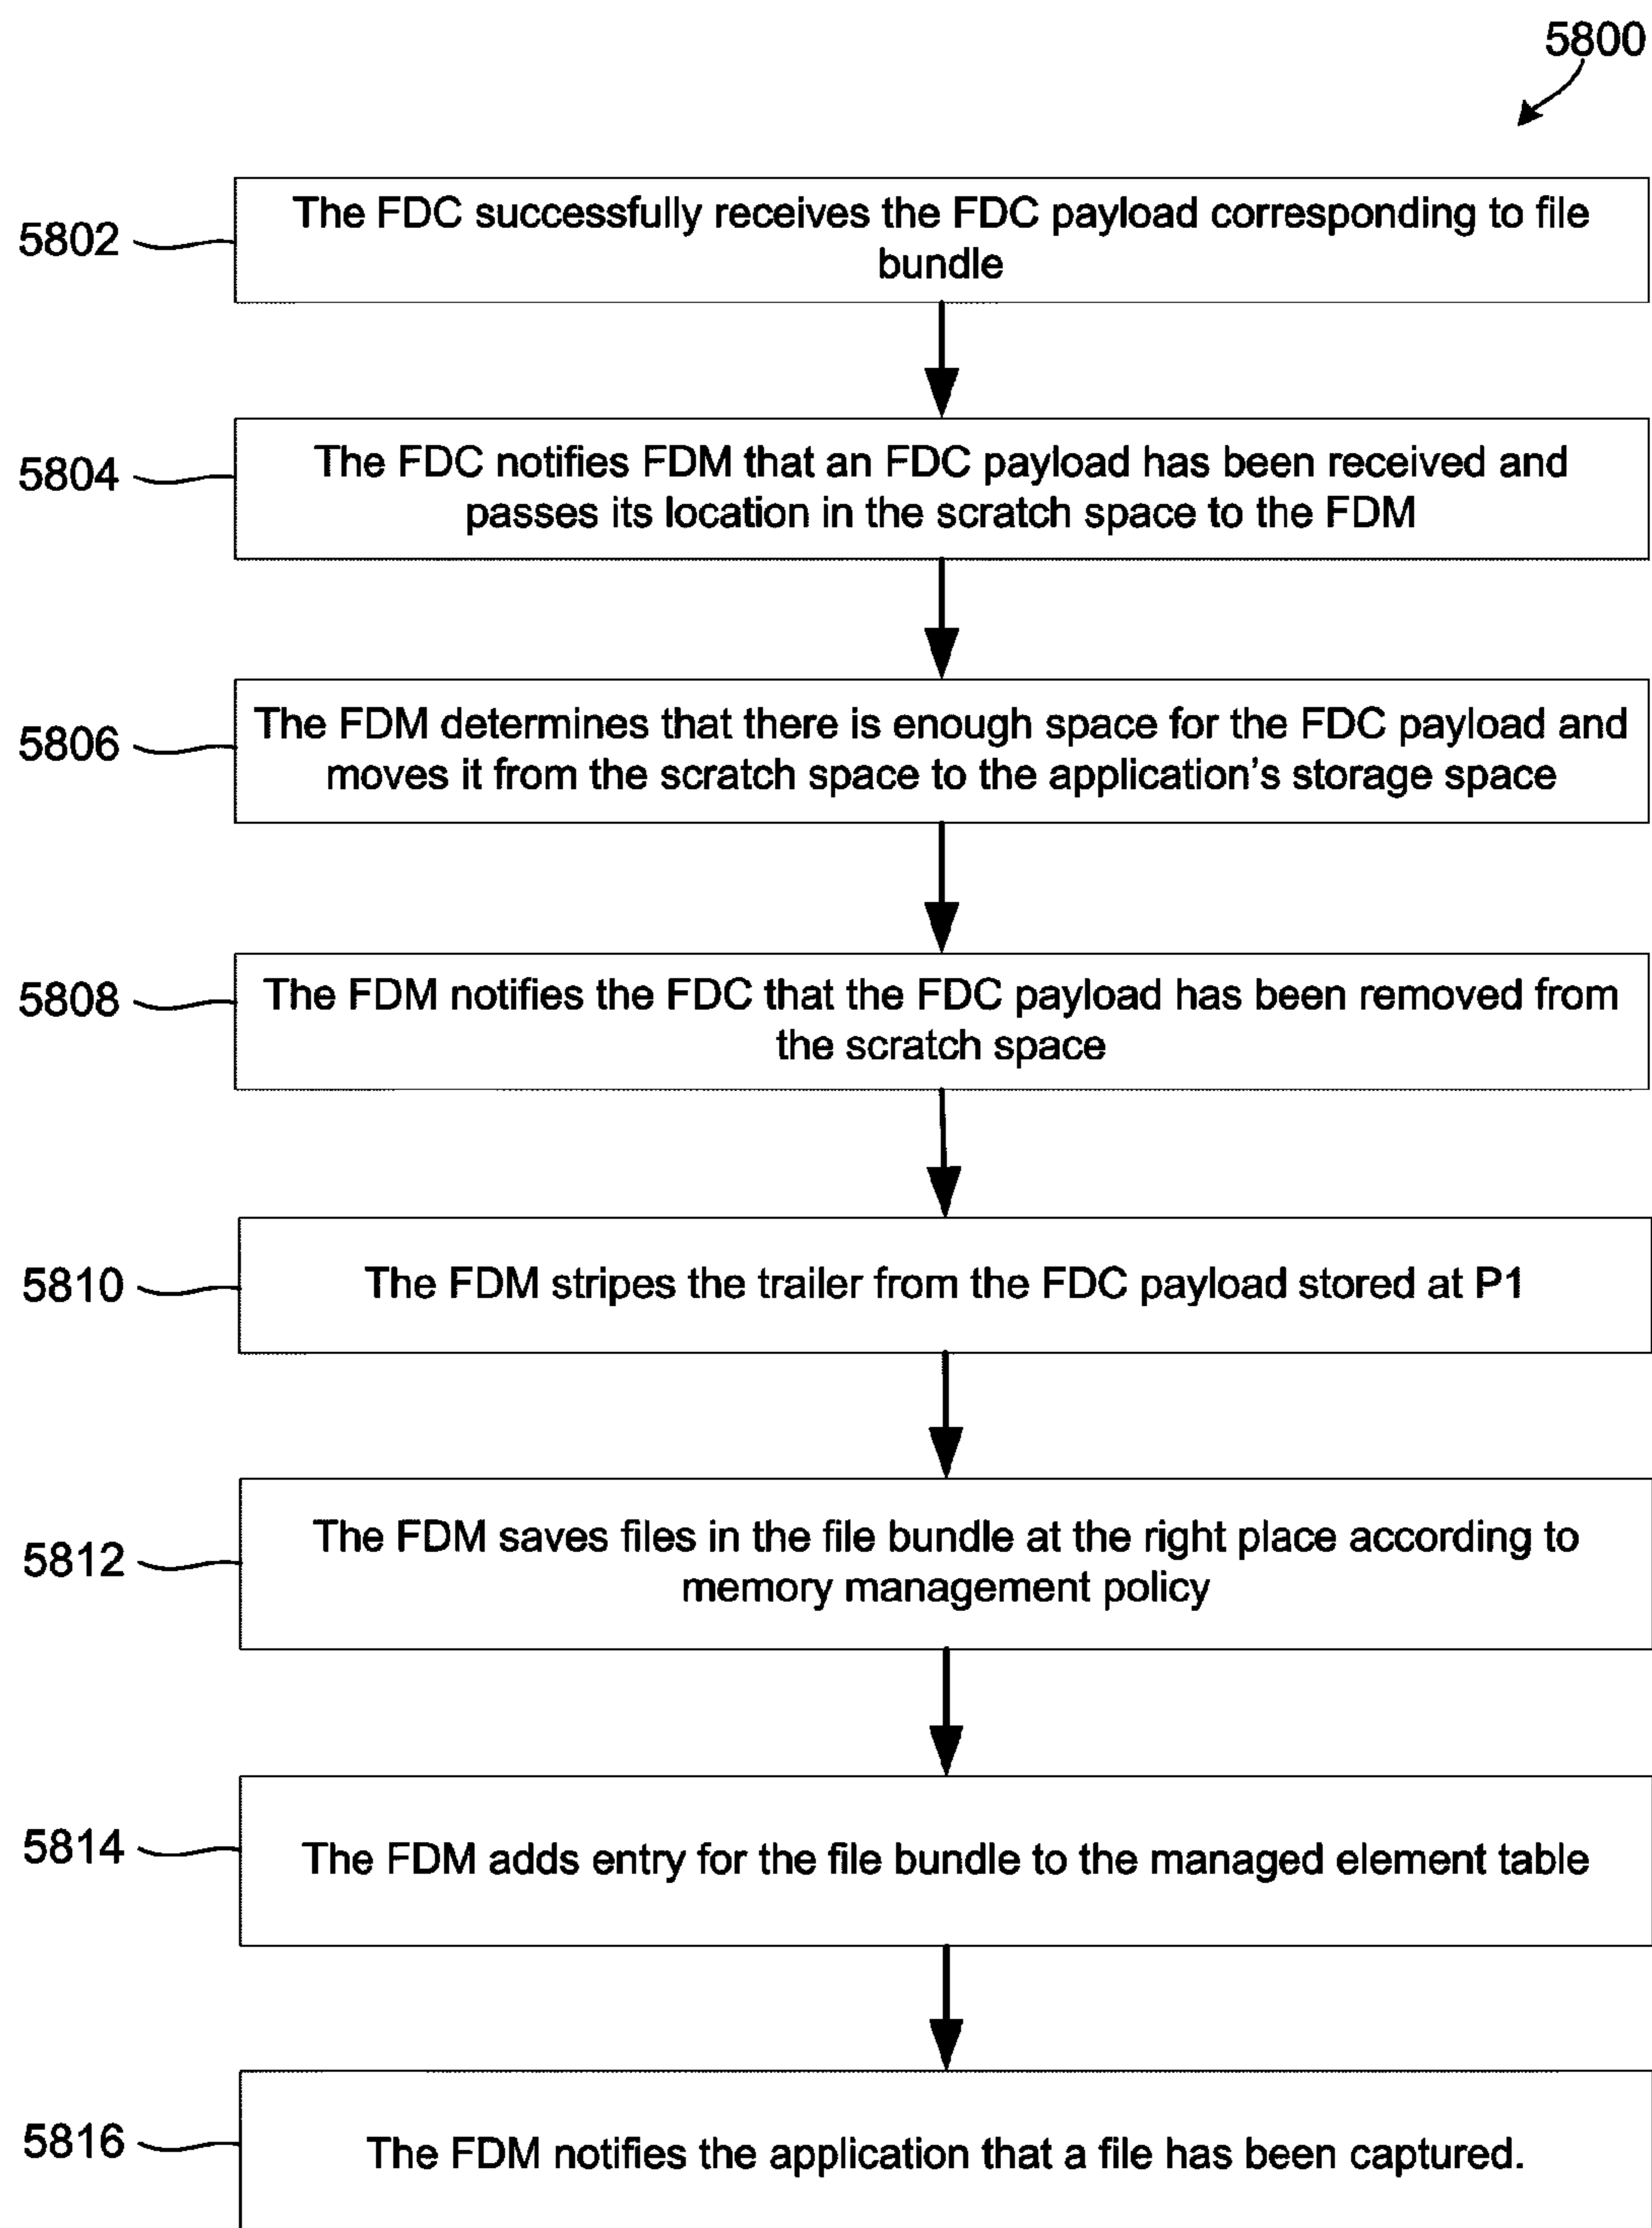 5800
5802
The FDC successfully receives the FDC payload corresponding to file
bundle
5804
The FDC notifies FDM that an FDC payload has been received and
passes its location in the scratch space to the FDM
5806
The FDM determines that there is enough space for the FDC payload and
moves it from the scratch space to the application's storage space
5808
The FDM notifies the FDC that the FDC payload has been removed from
the scratch space
5810
The FDM stripes the trailer from the FDC payload stored at P1
5812
The FDM saves files in the file bundle at the right place according to
memory management policy
5814
The FDM adds entry for the file bundle to the managed element table
5816
The FDM notifies the application that a file has been captured.